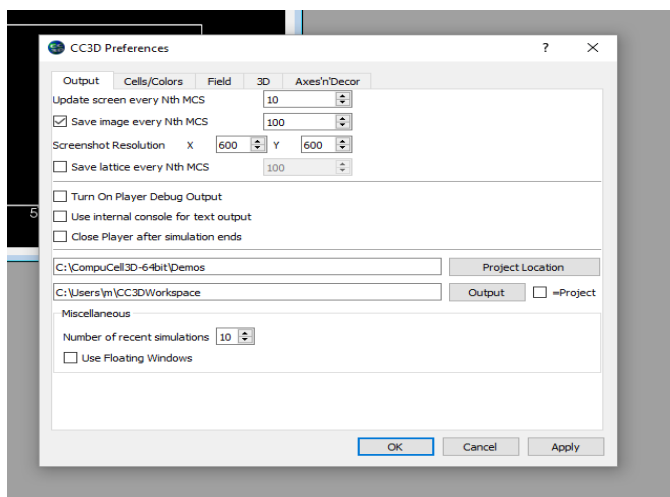 CC3D Preferences ?
Output Cells/Colors Field 3D Axes'n'Decor
Update screen every Nth MCS 10
Save image every Nth MCS 100
Screenshot Resolution X 600 Y 600
Save lattice every Nth MCS 100
Turn On Player Debug Output
5
Use internal console for text output
Close Player after simulation ends
C:\CompuCell3D-64bit\Demos Project Location
C:\Users\m\CC3DWorkspace Output =Project
Miscellaneous
Number of recent simulations 10
Use Floating Windows
OK Cancel Apply